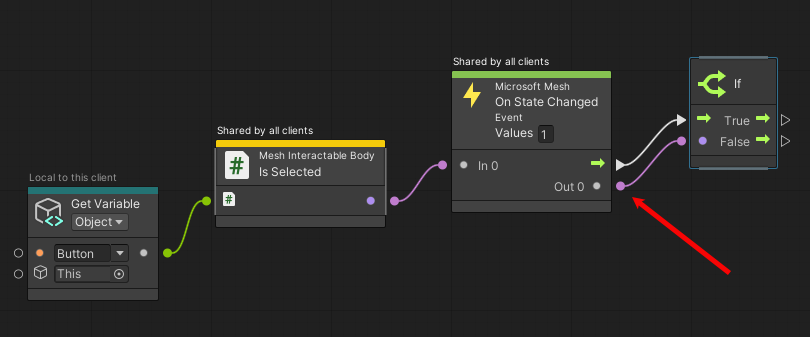 Shared by all clients
Microsoft Mesh
On State Changed
Event
Values 1
In 0
Out 0
If
True
False
Shared by all clients
Mesh Interactable Body
Is Selected
Local to this client
Get Variable
Object
Button
This